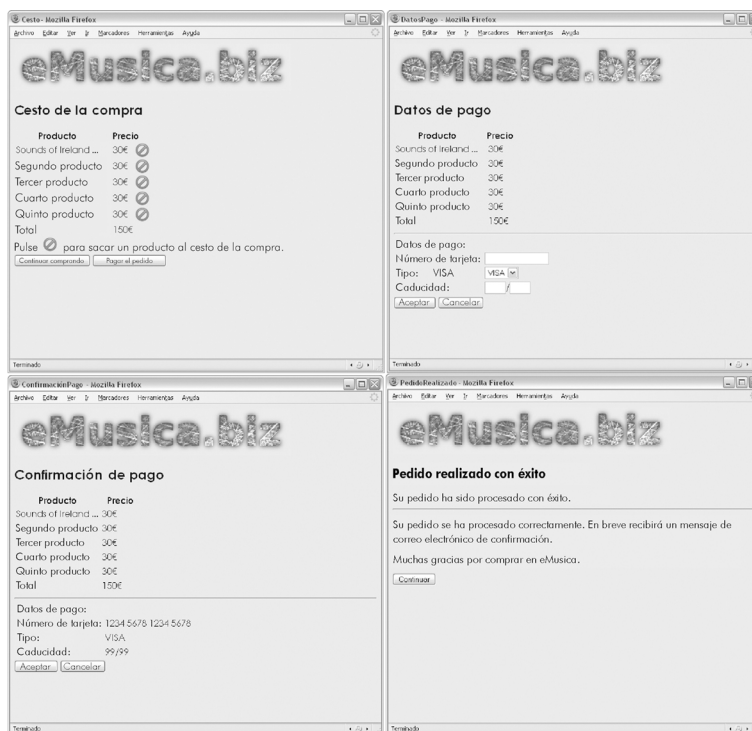 Cesto - Mozilla Firefox
Archivo Editar Ver Ir Marcadores Herramientas Ayuda
eMusica.biz
Cesto de la compra
Producto Precio
Sounds of Ireland ... 30€
Segundo producto 30€
Tercer producto 30€
Cuarto producto 30€
Quinto producto 30€
Total 150€
Pulse para sacar un producto al cesto de la compra.
Continuar comprando Pagar el pedido
Terminado
DatosPago - Mozilla Firefox
Archivo Editar Ver Ir Marcadores Herramientas Ayuda
eMusica.biz
Datos de pago
Producto Precio
Sounds of Ireland ... 30€
Segundo producto 30€
Tercer producto 30€
Cuarto producto 30€
Quinto producto 30€
Total 150€
Datos de pago:
Número de tarjeta:
Tipo: VISA VISA
Caducidad: /
Aceptar Cancelar
Terminado
ConfirmaciónPago - Mozilla Firefox
Archivo Editar Ver Ir Marcadores Herramientas Ayuda
eMusica.biz
Confirmación de pago
Producto Precio
Sounds of Ireland ... 30€
Segundo producto 30€
Tercer producto 30€
Cuarto producto 30€
Quinto producto 30€
Total 150€
Datos de pago:
Número de tarjeta: 1234 5678 1234 5678
Tipo: VISA
Caducidad: 99/99
Aceptar Cancelar
Terminado
PedidoRealizado - Mozilla Firefox
Archivo Editar Ver Ir Marcadores Herramientas Ayuda
eMusica.biz
Pedido realizado con éxito
Su pedido ha sido procesado con éxito.
Su pedido se ha procesado correctamente. En breve recibirá un mensaje de
correo electrónico de confirmación.
Muchas gracias por comprar en eMusica.
Continuar
Terminado